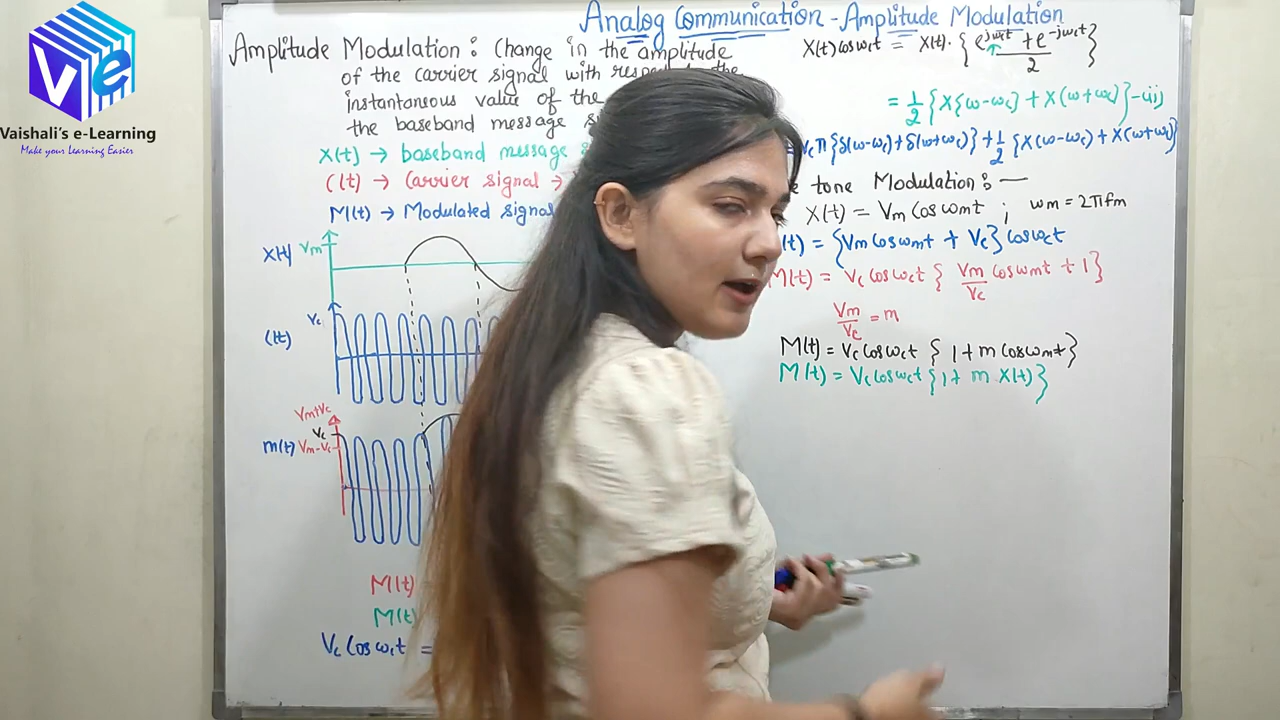 Ve
Vaishali's e-Learning
Make your Learning Easier
Analog Communication - Amplitude Modulation
Amplitude Modulation : Change in the amplitude
of the carrier signal with respect the
instantaneous value of the
the baseband message
X(t) → baseband message
C(t) → Carrier signal →
M(t) → Modulated signal
X(t) Vm
C(t) Vc
Vm+Vc
Vc
m(t) Vm-Vc
M(t)
M(t)
Vc Cos ωct =
X(t) cos ωct = X(t). { e^jωct + e^-jωct / 2 }
= 1/2 { X{ω-ωc} + X(ω+ωc) } -(ii)
= Vc π {δ(ω-ωc)+δ(ω+ωc)} + 1/2 {X(ω-ωc) + X(ω+ωc)}
tone Modulation : —
X(t) = Vm Cos ωmt ; ωm = 2πfm
(t) = {Vm Cos ωmt + Vc} cos ωct
M(t) = Vc cos ωct { Vm/Vc cos ωmt + 1 }
Vm/Vc = m
M(t) = Vc cos ωct { 1+ m cos ωmt }
M(t) = Vc cos ωct { 1+ m X(t) }